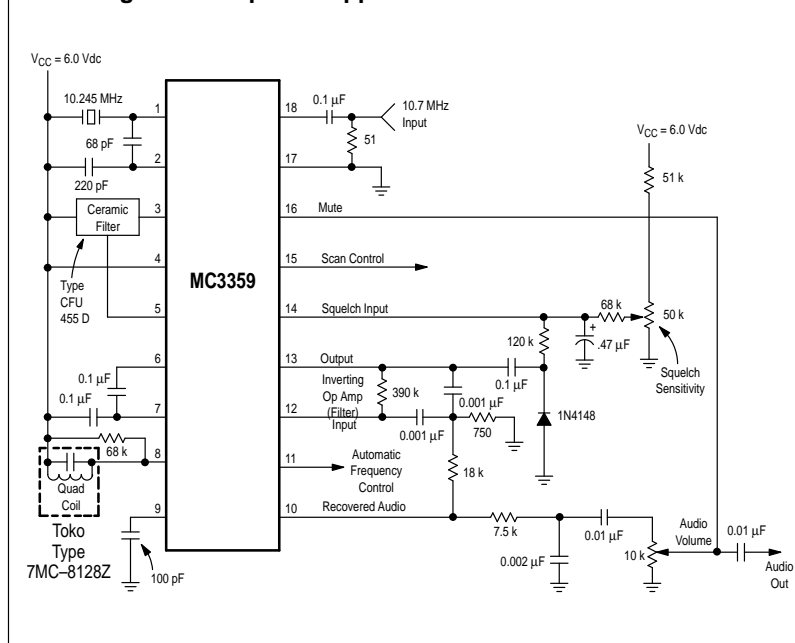 V_CC = 6.0 Vdc
10.245 MHz
1
68 pF
2
220 pF
Ceramic
Filter
3
4
Type
CFU
455 D
5
6
0.1 µF
0.1 µF
7
68 k
8
Quad
Coil
9
Toko
Type
7MC–8128Z
100 pF
MC3359
18
0.1 µF
10.7 MHz
Input
51
17
16
Mute
15
Scan Control
14
Squelch Input
13
Output
Inverting
Op Amp
(Filter)
Input
12
390 k
0.001 µF
0.001 µF
750
11
Automatic
Frequency
Control
18 k
10
Recovered Audio
7.5 k
0.002 µF
0.01 µF
10 k
Audio
Volume
0.01 µF
Audio
Out
V_CC = 6.0 Vdc
51 k
68 k
50 k
+
.47 µF
Squelch
Sensitivity
120 k
0.1 µF
1N4148